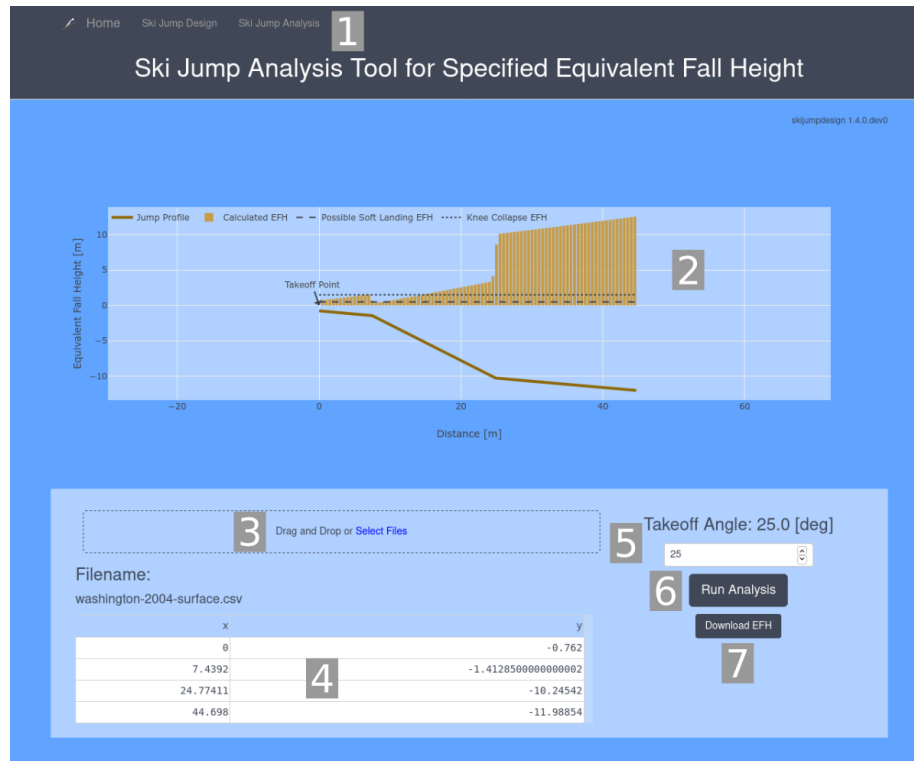 Home Ski Jump Design Ski Jump Analysis
1
Ski Jump Analysis Tool for Specified Equivalent Fall Height
skijumpdesign 1.4.0.dev0
Jump Profile Calculated EFH Possible Soft Landing EFH Knee Collapse EFH
10
5
0
−5
−10
Equivalent Fall Height [m]
Takeoff Point
2
−20 0 20 40 60
Distance [m]
3 Drag and Drop or Select Files
Filename:
washington-2004-surface.csv
x y
0 -0.762
7.4392 -1.4128500000000002
24.77411 -10.24542
44.698 -11.98854
4
Takeoff Angle: 25.0 [deg]
5
25
6 Run Analysis
Download EFH
7